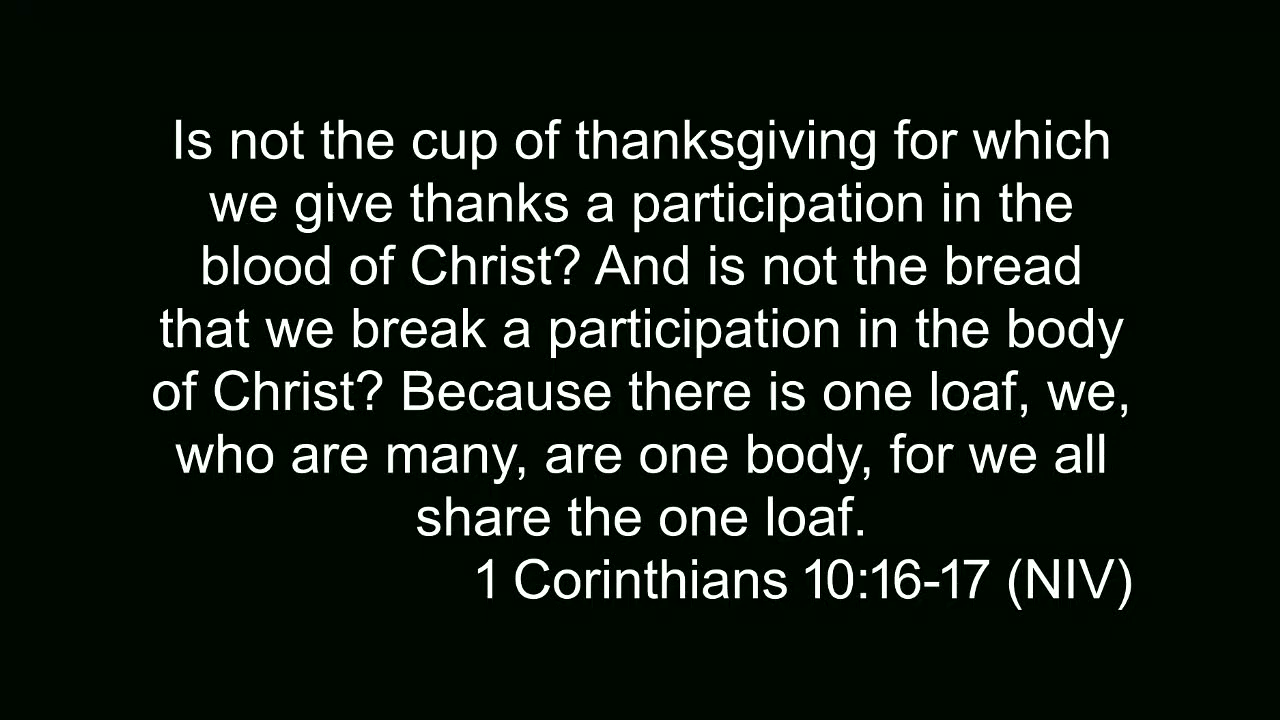 Is not the cup of thanksgiving for which
we give thanks a participation in the
blood of Christ? And is not the bread
that we break a participation in the body
of Christ? Because there is one loaf, we,
who are many, are one body, for we all
share the one loaf.
1 Corinthians 10:16-17 (NIV)